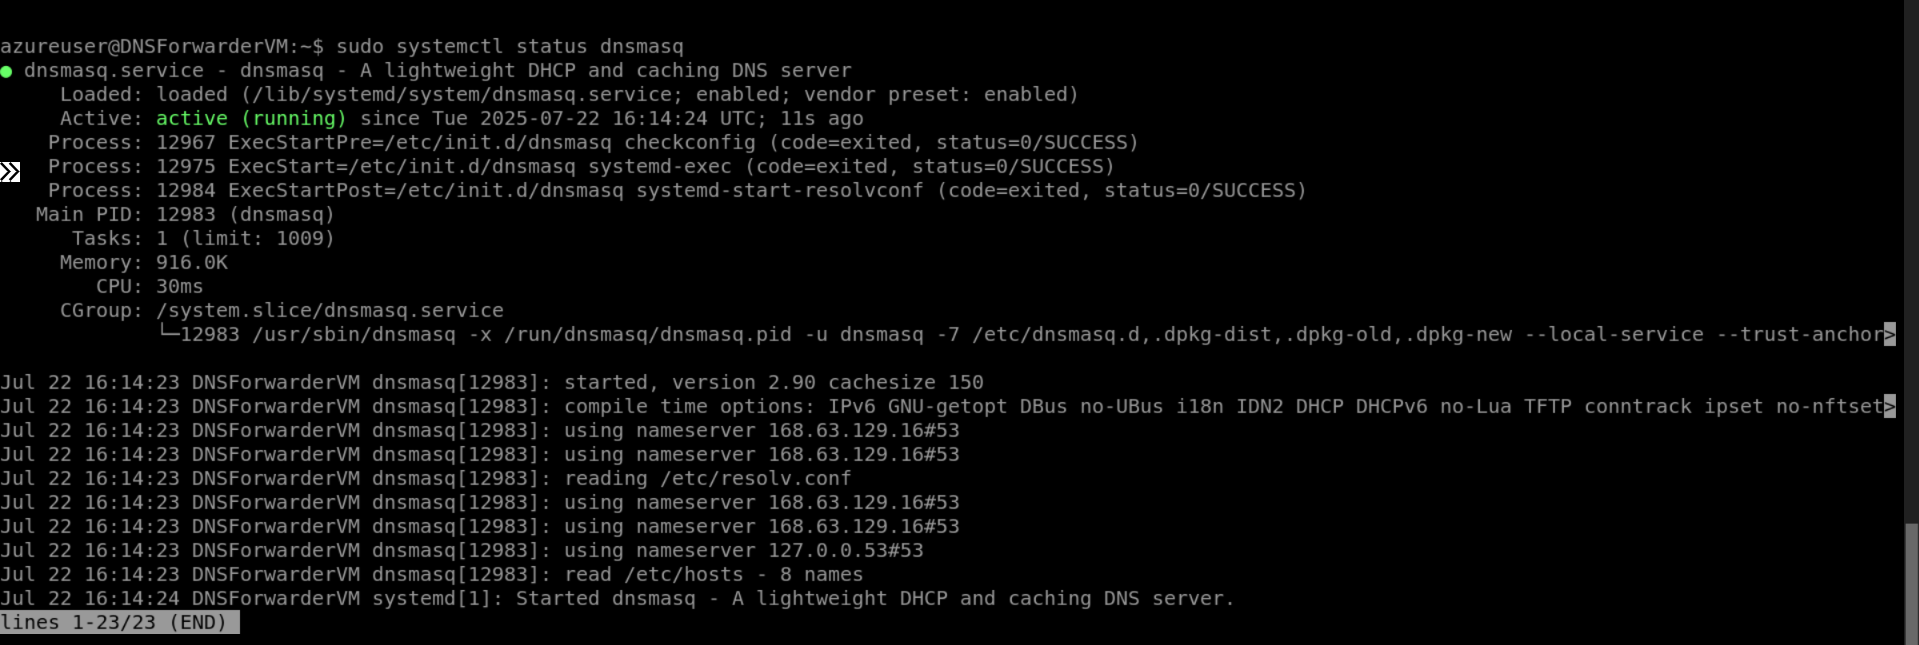 azureuser@DNSForwarderVM:~$ sudo systemctl status dnsmasq
● dnsmasq.service - dnsmasq - A lightweight DHCP and caching DNS server
     Loaded: loaded (/lib/systemd/system/dnsmasq.service; enabled; vendor preset: enabled)
     Active: active (running) since Tue 2025-07-22 16:14:24 UTC; 11s ago
    Process: 12967 ExecStartPre=/etc/init.d/dnsmasq checkconfig (code=exited, status=0/SUCCESS)
    Process: 12975 ExecStart=/etc/init.d/dnsmasq systemd-exec (code=exited, status=0/SUCCESS)
    Process: 12984 ExecStartPost=/etc/init.d/dnsmasq systemd-start-resolvconf (code=exited, status=0/SUCCESS)
   Main PID: 12983 (dnsmasq)
      Tasks: 1 (limit: 1009)
     Memory: 916.0K
        CPU: 30ms
     CGroup: /system.slice/dnsmasq.service
             └─12983 /usr/sbin/dnsmasq -x /run/dnsmasq/dnsmasq.pid -u dnsmasq -7 /etc/dnsmasq.d,.dpkg-dist,.dpkg-old,.dpkg-new --local-service --trust-anchor>

Jul 22 16:14:23 DNSForwarderVM dnsmasq[12983]: started, version 2.90 cachesize 150
Jul 22 16:14:23 DNSForwarderVM dnsmasq[12983]: compile time options: IPv6 GNU-getopt DBus no-UBus i18n IDN2 DHCP DHCPv6 no-Lua TFTP conntrack ipset no-nftset>
Jul 22 16:14:23 DNSForwarderVM dnsmasq[12983]: using nameserver 168.63.129.16#53
Jul 22 16:14:23 DNSForwarderVM dnsmasq[12983]: using nameserver 168.63.129.16#53
Jul 22 16:14:23 DNSForwarderVM dnsmasq[12983]: reading /etc/resolv.conf
Jul 22 16:14:23 DNSForwarderVM dnsmasq[12983]: using nameserver 168.63.129.16#53
Jul 22 16:14:23 DNSForwarderVM dnsmasq[12983]: using nameserver 168.63.129.16#53
Jul 22 16:14:23 DNSForwarderVM dnsmasq[12983]: using nameserver 127.0.0.53#53
Jul 22 16:14:23 DNSForwarderVM dnsmasq[12983]: read /etc/hosts - 8 names
Jul 22 16:14:24 DNSForwarderVM systemd[1]: Started dnsmasq - A lightweight DHCP and caching DNS server.
lines 1-23/23 (END)